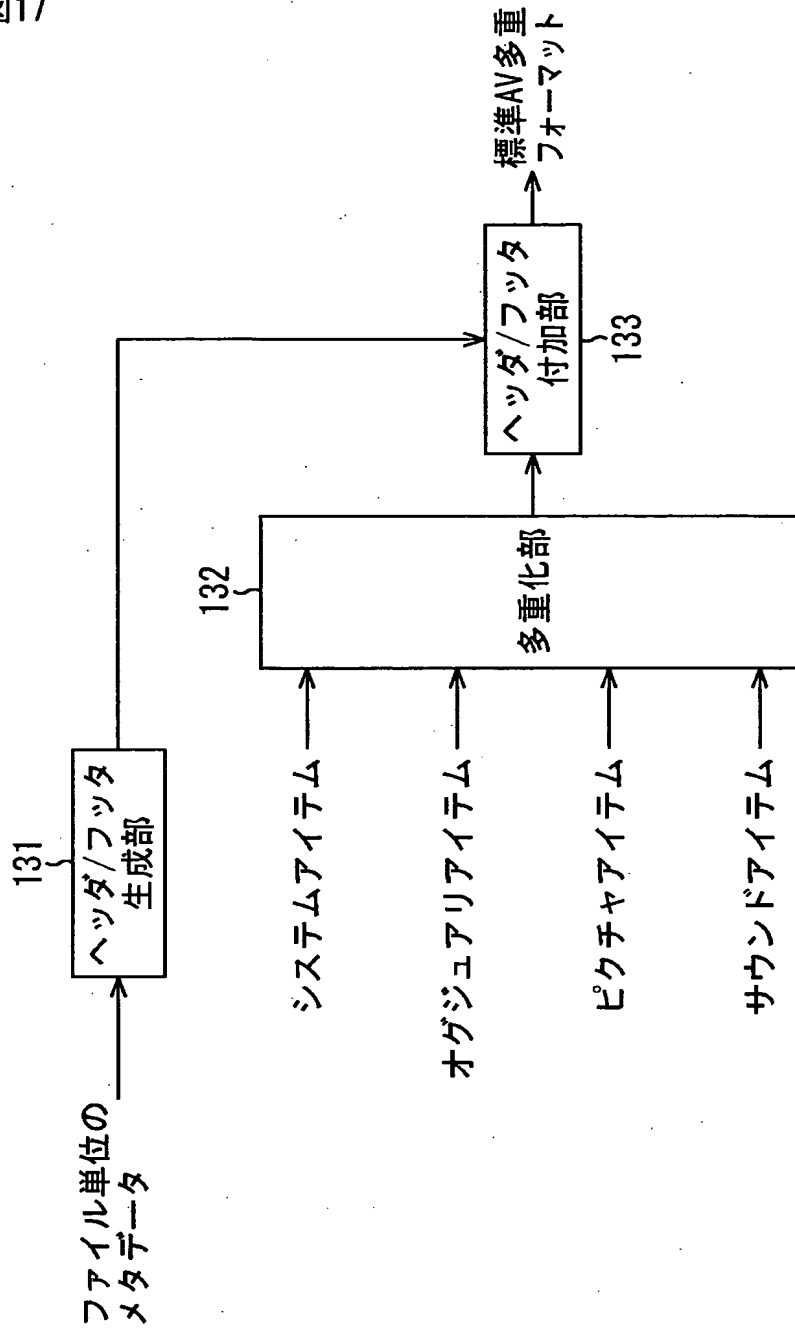 図17
ファイル単位の
メタデータ
131
ヘッダ/フッタ
生成部
システムアイテム
オグジュアリアイテム
ピクチャアイテム
サウンドアイテム
132
多重化部
ヘッダ/フッタ
付加部
133
標準AV多重
フォーマット